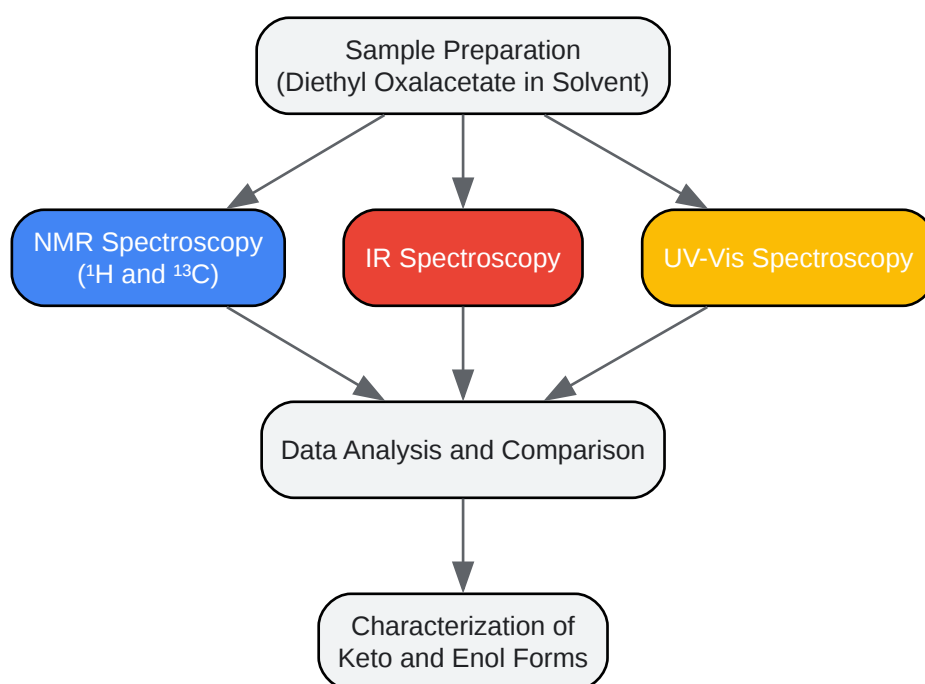 Sample Preparation
(Diethyl Oxalacetate in Solvent)
NMR Spectroscopy
(¹H and ¹³C)
IR Spectroscopy
UV-Vis Spectroscopy
Data Analysis and Comparison
Characterization of
Keto and Enol Forms